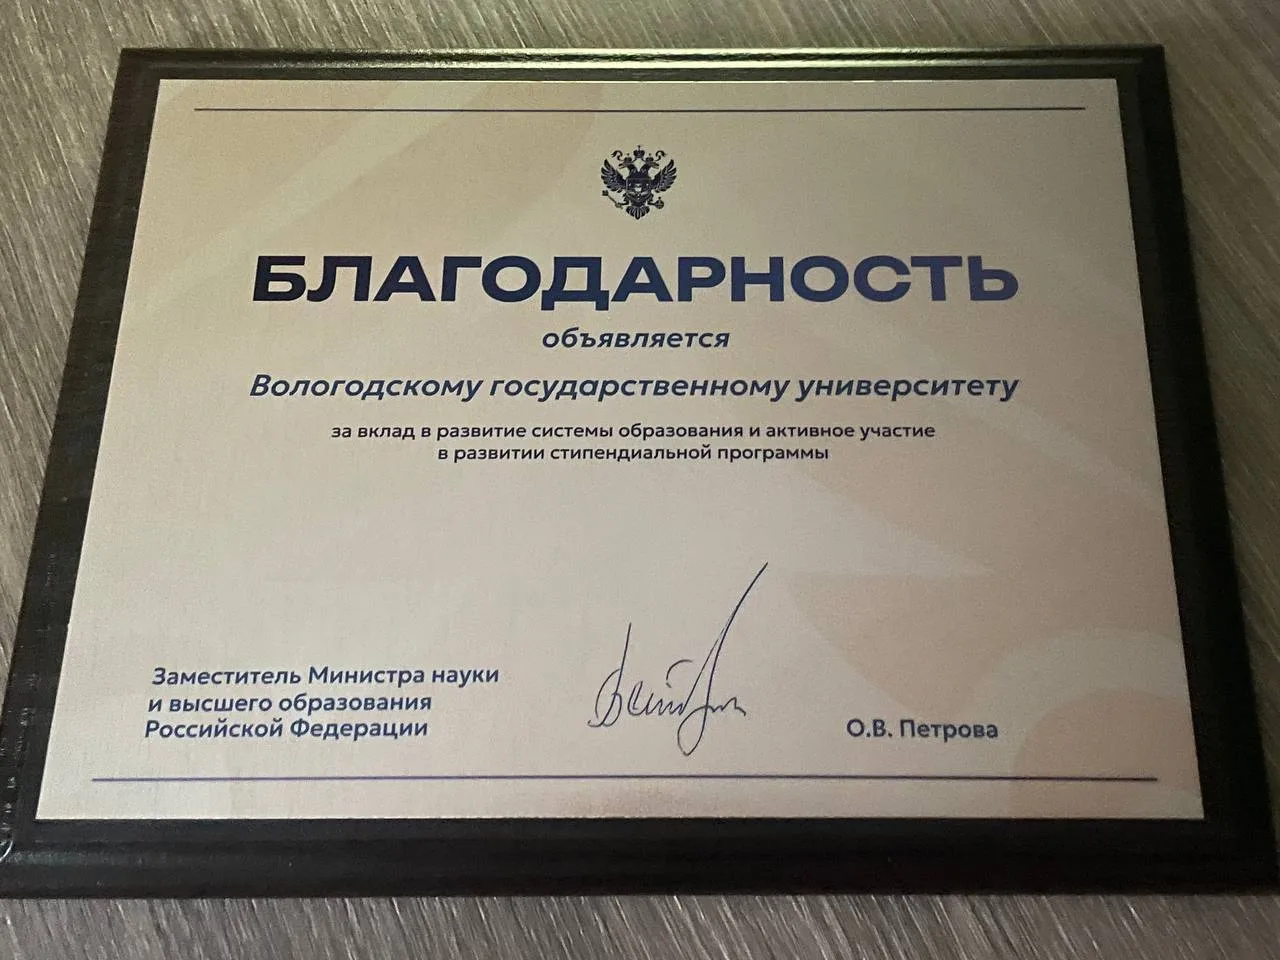 БЛАГОДАРНОСТЬ
объявляется
Вологодскому государственному университету
за вклад в развитие системы образования и активное участие
в развитии стипендиальной программы
Заместитель Министра науки
и высшего образования
Российской Федерации
О.В. Петрова